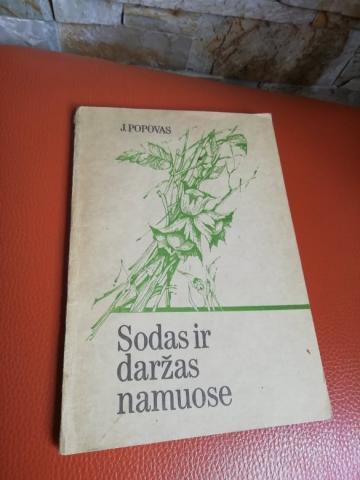 J. POPOVAS
Sodas ir
daržas
namuose